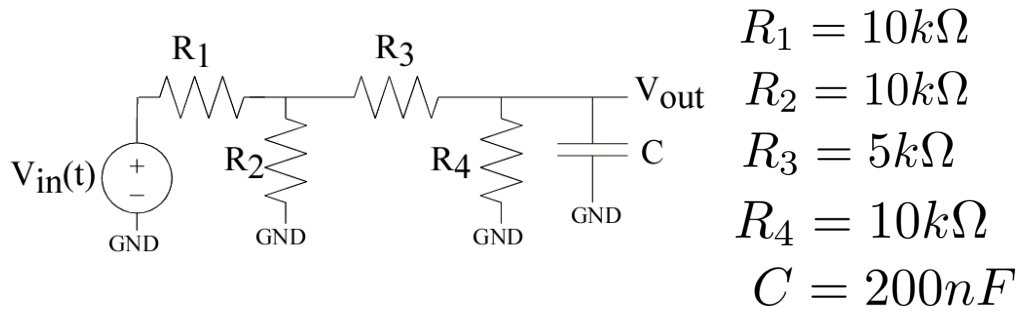 R1
R3
Vout
R2
R4
C
Vin(t)
+
−
GND
GND
GND
GND
R1 = 10kΩ
R2 = 10kΩ
R3 = 5kΩ
R4 = 10kΩ
C = 200nF